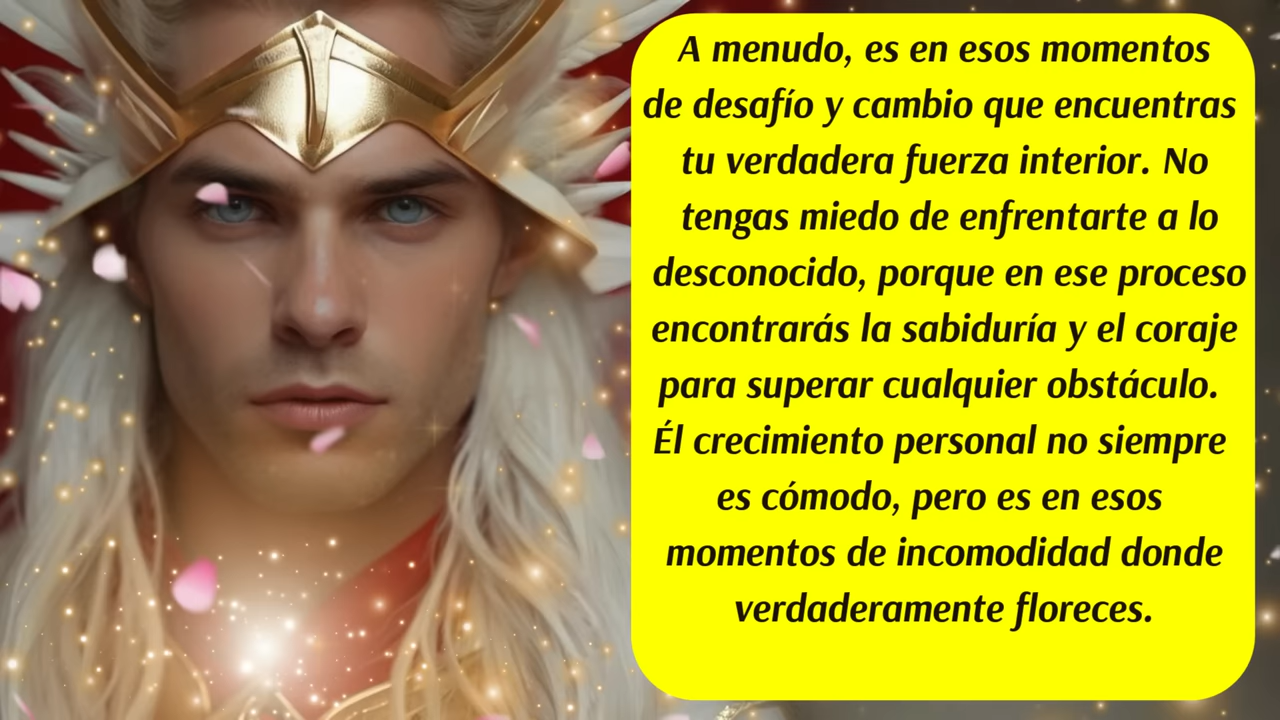 A menudo, es en esos momentos
de desafío y cambio que encuentras
tu verdadera fuerza interior. No
tengas miedo de enfrentarte a lo
desconocido, porque en ese proceso
encontrarás la sabiduría y el coraje
para superar cualquier obstáculo.
Él crecimiento personal no siempre
es cómodo, pero es en esos
momentos de incomodidad donde
verdaderamente floreces.